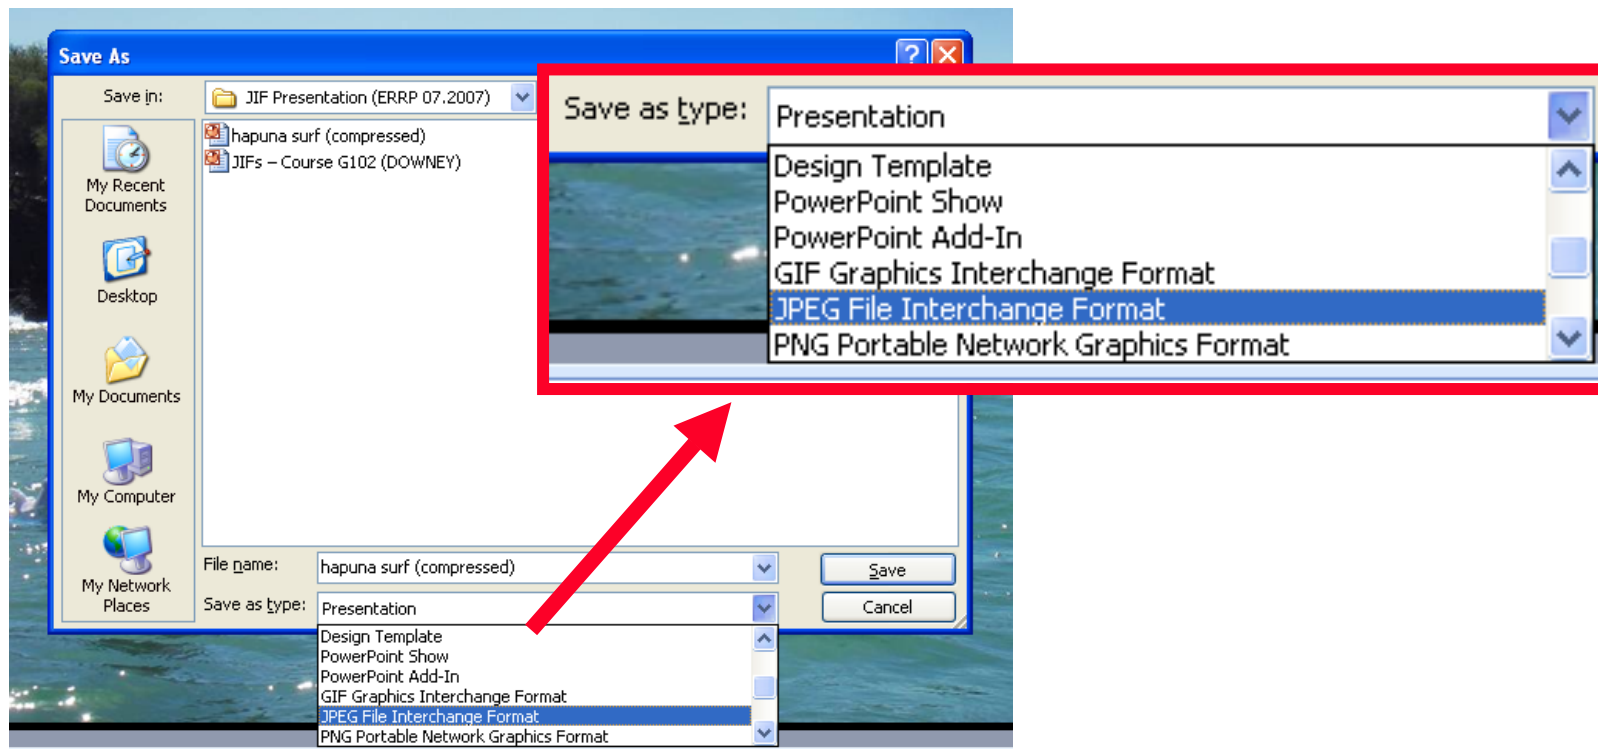 Save As
Save in:
JIF Presentation (ERRP 07.2007)
hapuna surf (compressed)
JIFs – Course G102 (DOWNEY)
My Recent
Documents
Desktop
My Documents
My Computer
My Network
Places
File name:
hapuna surf (compressed)
Save
Save as type:
Presentation
Cancel
Design Template
PowerPoint Show
PowerPoint Add-In
GIF Graphics Interchange Format
JPEG File Interchange Format
PNG Portable Network Graphics Format
Save as type:
Presentation
Design Template
PowerPoint Show
PowerPoint Add-In
GIF Graphics Interchange Format
JPEG File Interchange Format
PNG Portable Network Graphics Format